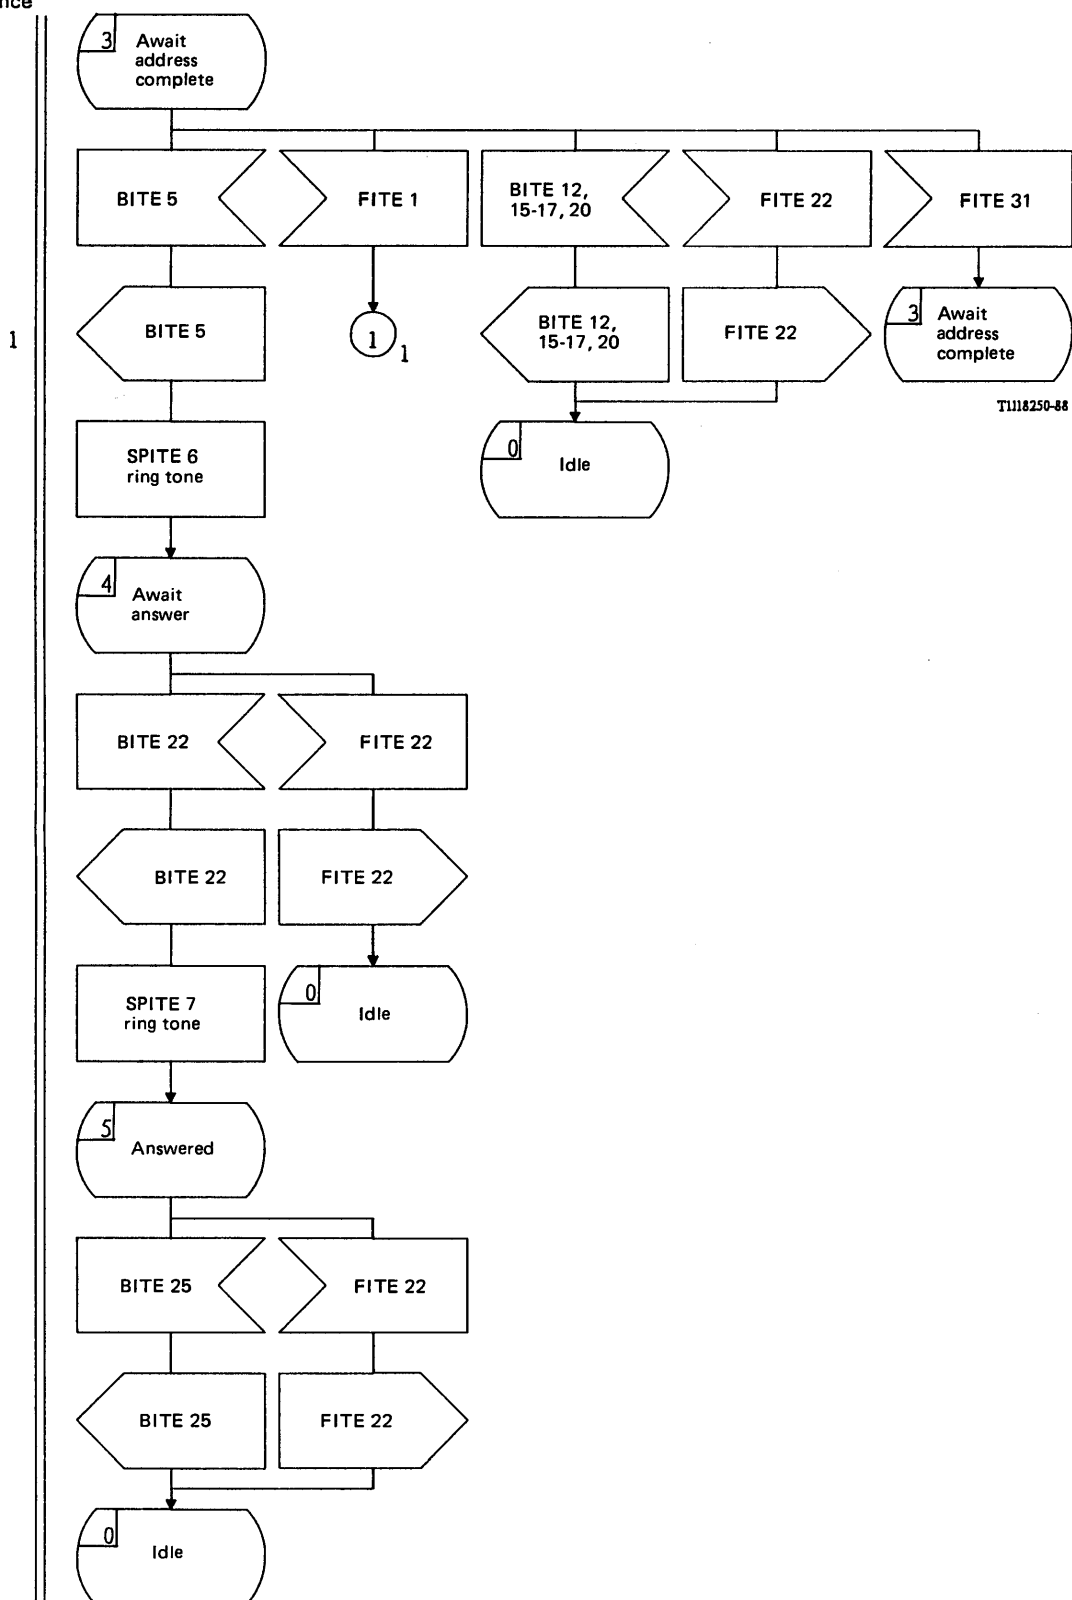 nce
3
Await
address
complete
BITE 5
FITE 1
BITE 12,
15-17, 20
FITE 22
FITE 31
1
BITE 5
1
1
BITE 12,
15-17, 20
FITE 22
3
Await
address
complete
T1118250-88
SPITE 6
ring tone
0
Idle
4
Await
answer
BITE 22
FITE 22
BITE 22
FITE 22
SPITE 7
ring tone
0
Idle
5
Answered
BITE 25
FITE 22
BITE 25
FITE 22
0
Idle